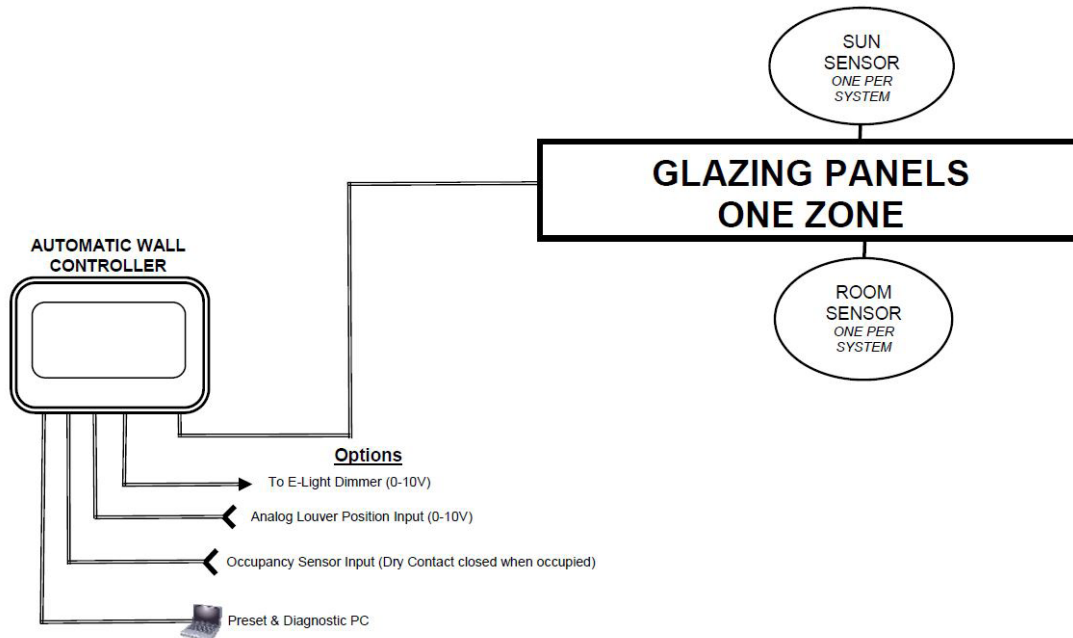 SUN
SENSOR
ONE PER
SYSTEM
GLAZING PANELS
ONE ZONE
ROOM
SENSOR
ONE PER
SYSTEM
AUTOMATIC WALL
CONTROLLER
Options
To E-Light Dimmer (0-10V)
Analog Louver Position Input (0-10V)
Occupancy Sensor Input (Dry Contact closed when occupied)
Preset & Diagnostic PC